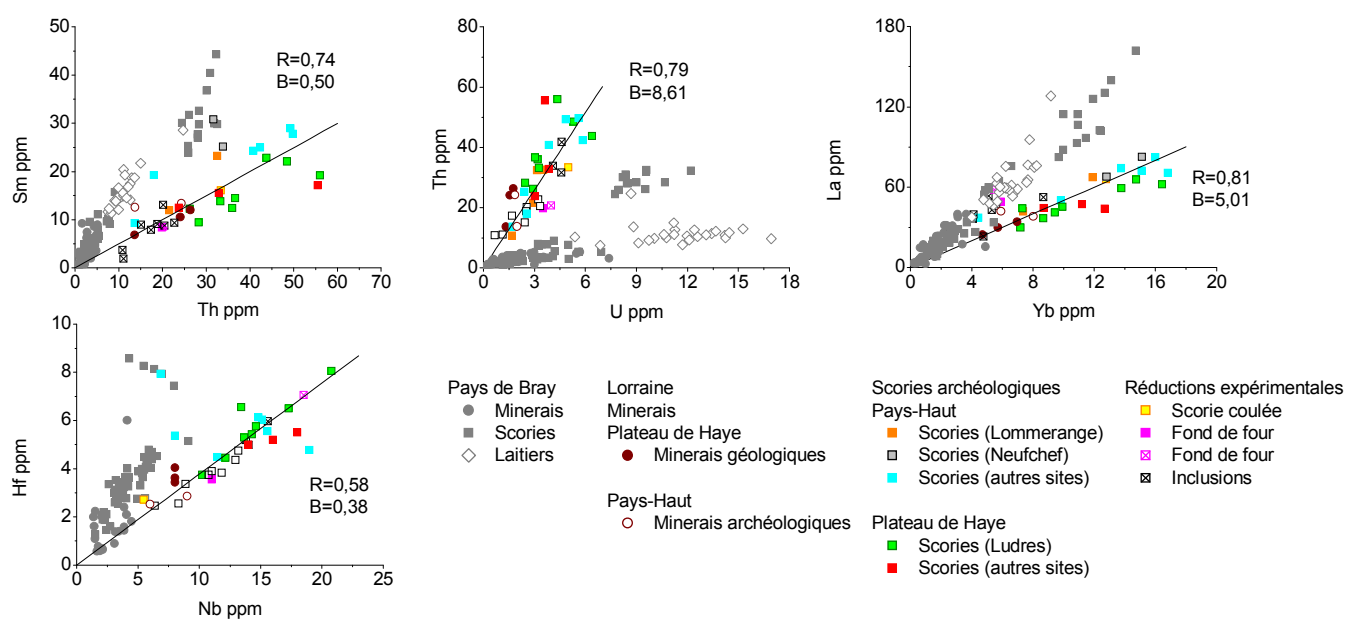 50
40
30
20
10
0
Sm ppm
R=0,74
B=0,50
0 10 20 30 40 50 60 70
Th ppm
80
60
40
20
0
Th ppm
R=0,79
B=8,61
0 3 6 9 12 15 18
U ppm
180
120
60
0
La ppm
R=0,81
B=5,01
0 4 8 12 16 20
Yb ppm
10
8
6
4
2
0
Hf ppm
R=0,58
B=0,38
0 5 10 15 20 25
Nb ppm
Pays de Bray
Minerais
Scories
Laitiers
Lorraine
Minerais
Plateau de Haye
Minerais géologiques
Pays-Haut
Minerais archéologiques
Scories archéologiques
Pays-Haut
Scories (Lommerange)
Scories (Neufchef)
Scories (autres sites)
Plateau de Haye
Scories (Ludres)
Scories (autres sites)
Réductions expérimentales
Scorie coulée
Fond de four
Fond de four
Inclusions